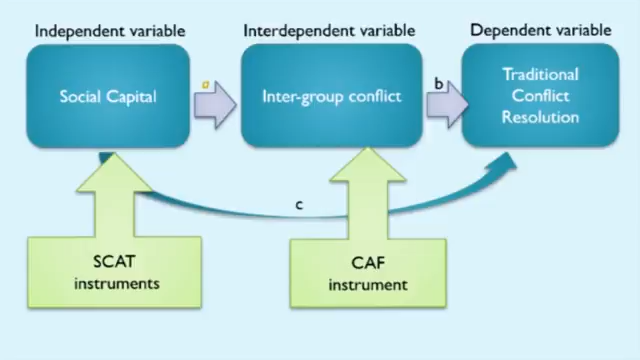 Independent variable
Interdependent variable
Dependent variable
Social Capital
a
Inter-group conflict
b
Traditional
Conflict
Resolution
c
SCAT
instruments
CAF
instrument